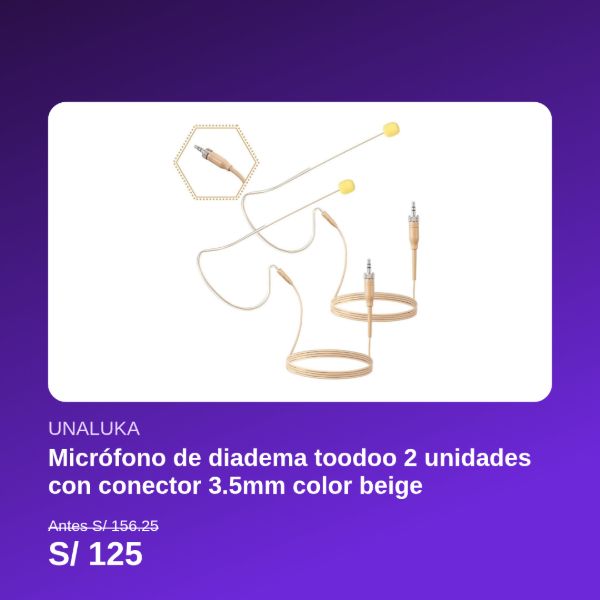 UNALUKA
Micrófono de diadema toodoo 2 unidades
con conector 3.5mm color beige
Antes S/ 156.25
S/ 125